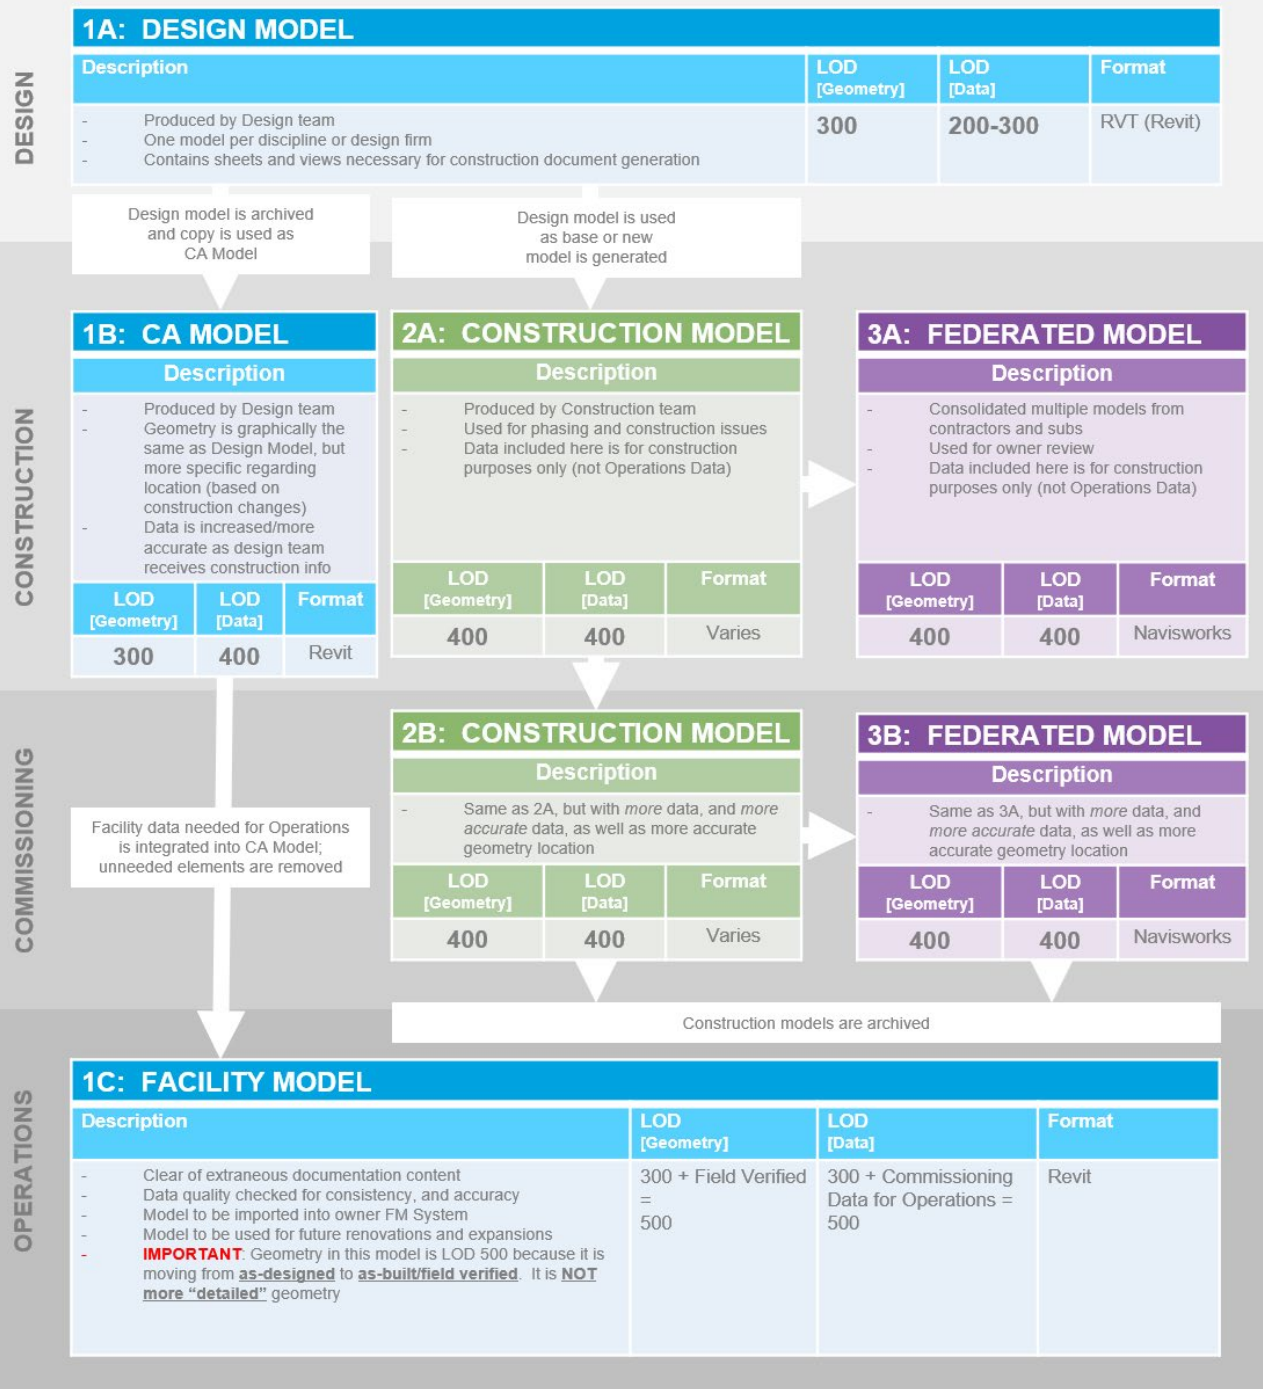 DESIGN
1A: DESIGN MODEL
Description
LOD
[Geometry]
LOD
[Data]
Format
- Produced by Design team
- One model per discipline or design firm
- Contains sheets and views necessary for construction document generation
300
200-300
RVT (Revit)
Design model is archived
and copy is used as
CA Model
Design model is used
as base or new
model is generated
CONSTRUCTION
1B: CA MODEL
Description
- Produced by Design team
- Geometry is graphically the
same as Design Model, but
more specific regarding
location (based on
construction changes)
- Data is increased/more
accurate as design team
receives construction info
LOD
[Geometry]
LOD
[Data]
Format
300
400
Revit
2A: CONSTRUCTION MODEL
Description
- Produced by Construction team
- Used for phasing and construction issues
- Data included here is for construction
purposes only (not Operations Data)
LOD
[Geometry]
LOD
[Data]
Format
400
400
Varies
3A: FEDERATED MODEL
Description
- Consolidated multiple models from
contractors and subs
- Used for owner review
- Data included here is for construction
purposes only (not Operations Data)
LOD
[Geometry]
LOD
[Data]
Format
400
400
Navisworks
COMMISSIONING
Facility data needed for Operations
is integrated into CA Model;
unneeded elements are removed
2B: CONSTRUCTION MODEL
Description
- Same as 2A, but with more data, and more
accurate data, as well as more accurate
geometry location
LOD
[Geometry]
LOD
[Data]
Format
400
400
Varies
3B: FEDERATED MODEL
Description
- Same as 3A, but with more data, and
more accurate data, as well as more
accurate geometry location
LOD
[Geometry]
LOD
[Data]
Format
400
400
Navisworks
Construction models are archived
OPERATIONS
1C: FACILITY MODEL
Description
LOD
[Geometry]
LOD
[Data]
Format
- Clear of extraneous documentation content
- Data quality checked for consistency, and accuracy
- Model to be imported into owner FM System
- Model to be used for future renovations and expansions
- IMPORTANT: Geometry in this model is LOD 500 because it is
moving from as-designed to as-built/field verified. It is NOT
more “detailed” geometry
300 + Field Verified
=
500
300 + Commissioning
Data for Operations =
500
Revit